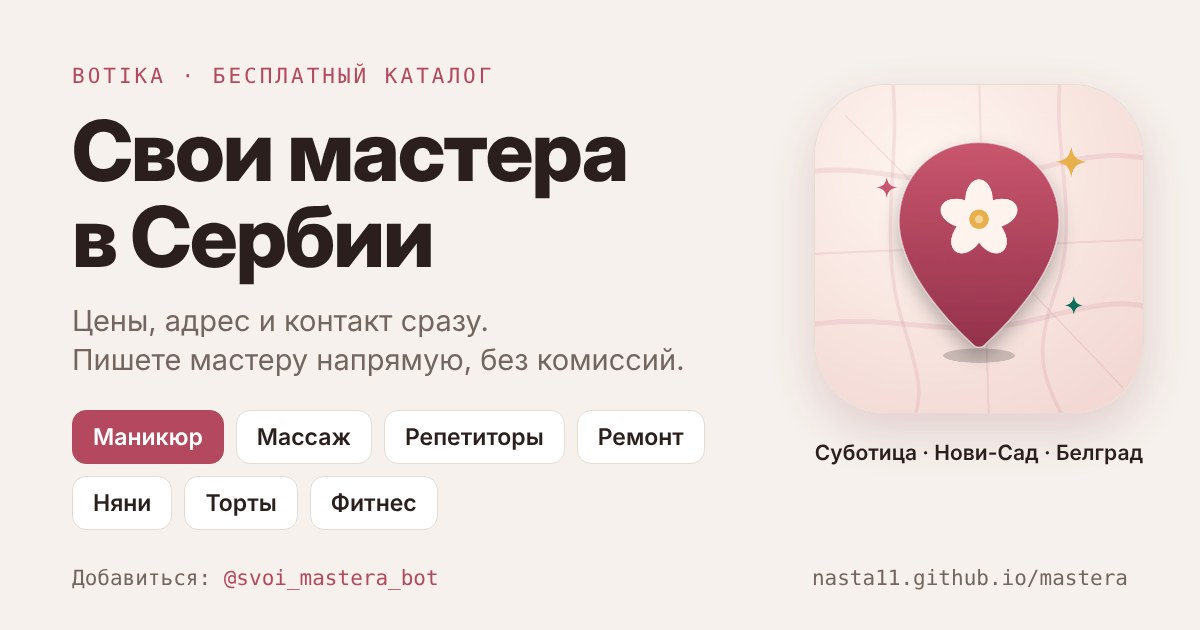 BOTIKA · БЕСПЛАТНЫЙ КАТАЛОГ
Свои мастера
в Сербии
Цены, адрес и контакт сразу.
Пишете мастеру напрямую, без комиссий.
Маникюр Массаж Репетиторы Ремонт
Няни Торты Фитнес
Суботица · Нови-Сад · Белград
Добавиться: @svoi_mastera_bot
nasta11.github.io/mastera